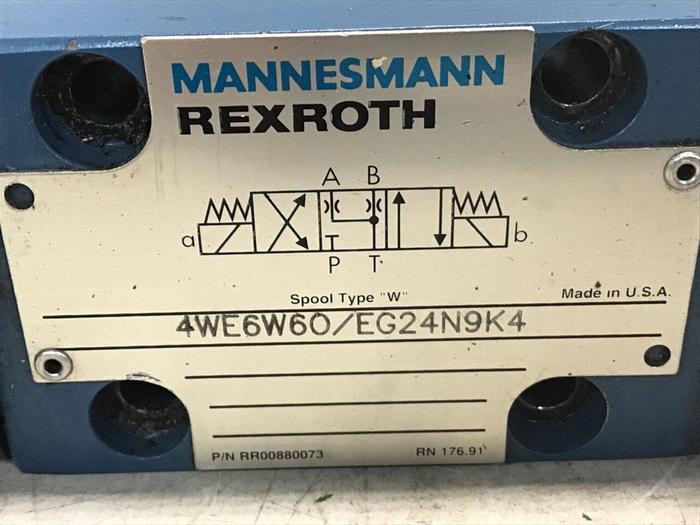 MANNESMANN
REXROTH
A B
a b
P T
Spool Type "W" Made in U.S.A.
4WE6W60/EG24N9K4
P/N RR00880073 RN 176.91